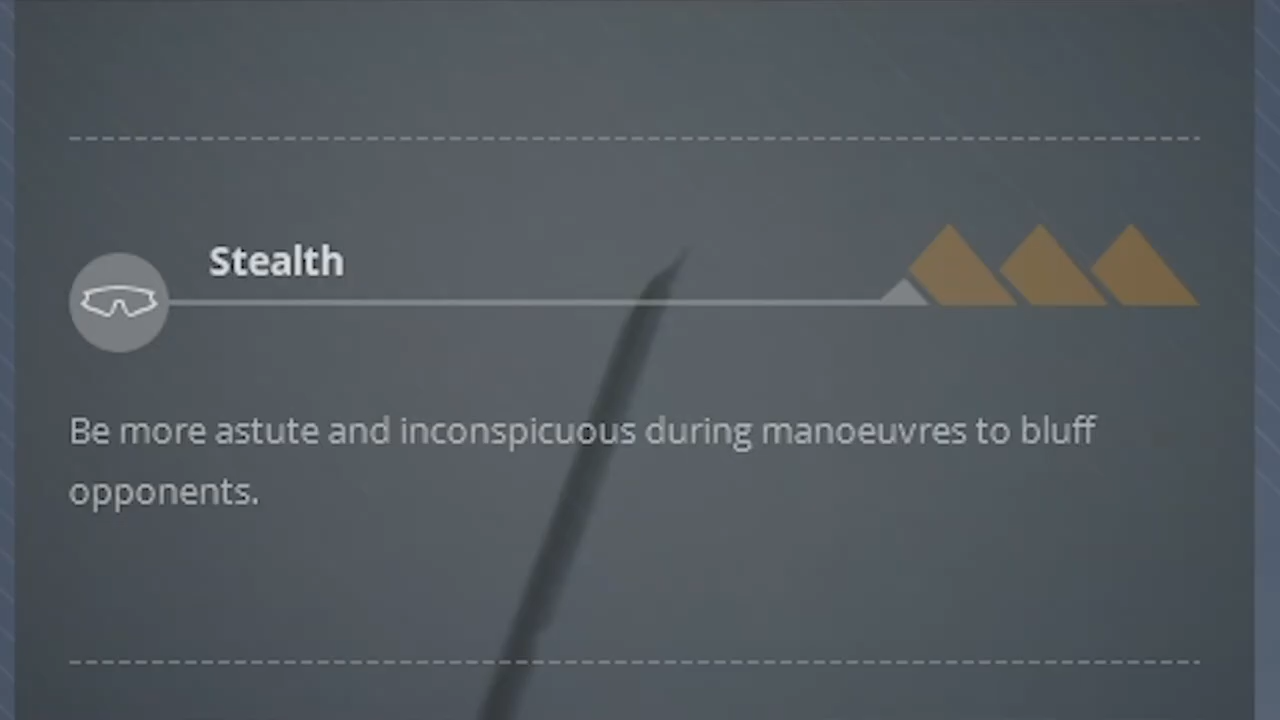 Stealth
Be more astute and inconspicuous during manoeuvres to bluff
opponents.